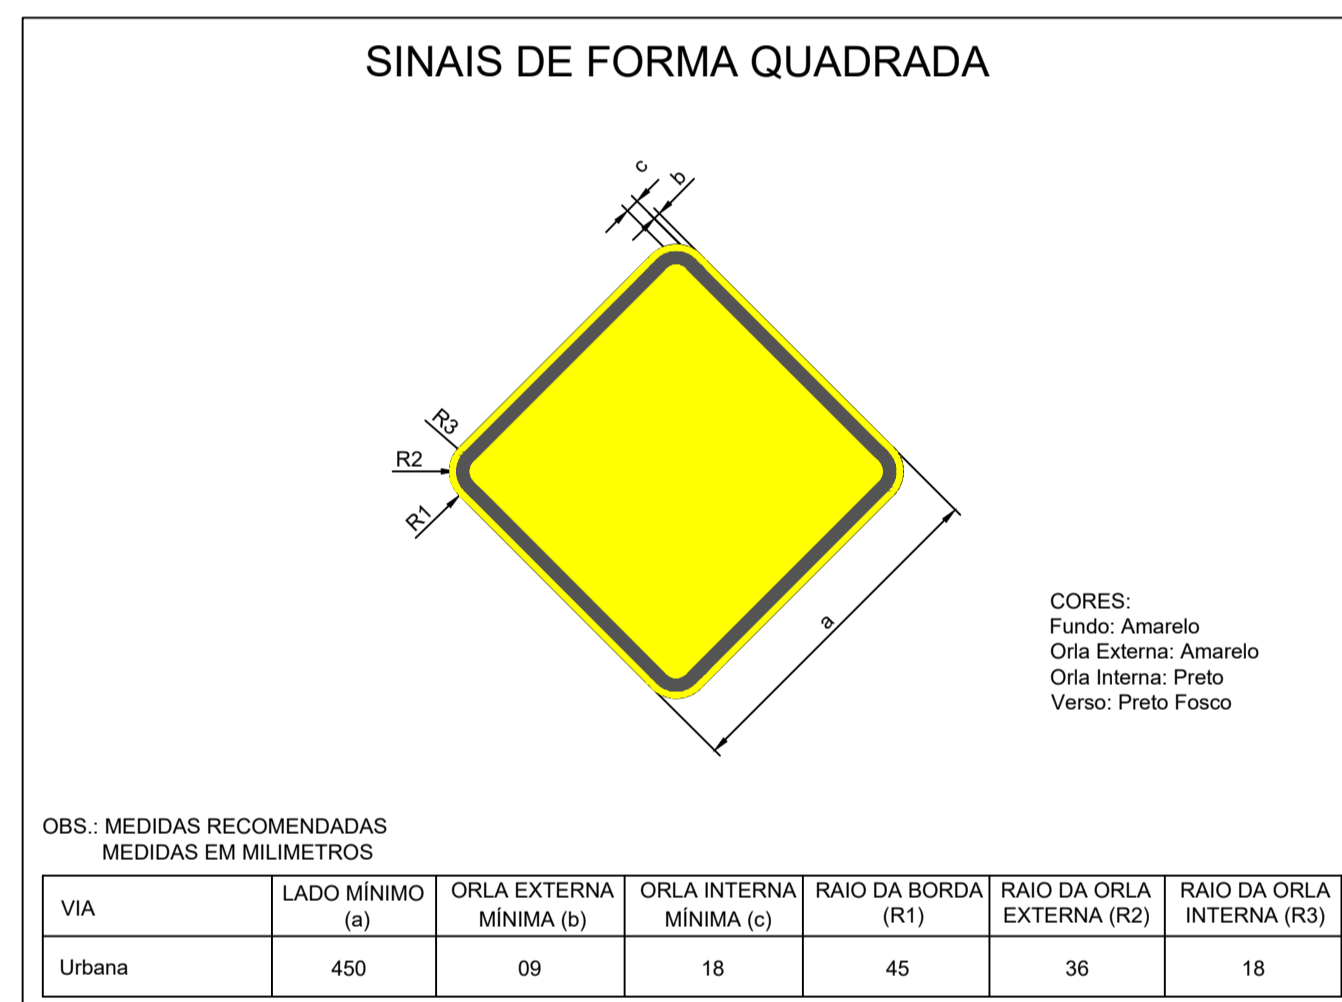 SINAIS DE FORMA QUADRADA
c
b
R3
R2
R1
a
CORES:
Fundo: Amarelo
Orla Externa: Amarelo
Orla Interna: Preto
Verso: Preto Fosco
OBS.: MEDIDAS RECOMENDADAS
MEDIDAS EM MILIMETROS
VIA
LADO MÍNIMO
(a)
ORLA EXTERNA
MÍNIMA (b)
ORLA INTERNA
MÍNIMA (c)
RAIO DA BORDA
(R1)
RAIO DA ORLA
EXTERNA (R2)
RAIO DA ORLA
INTERNA (R3)
Urbana 450 09 18 45 36 18